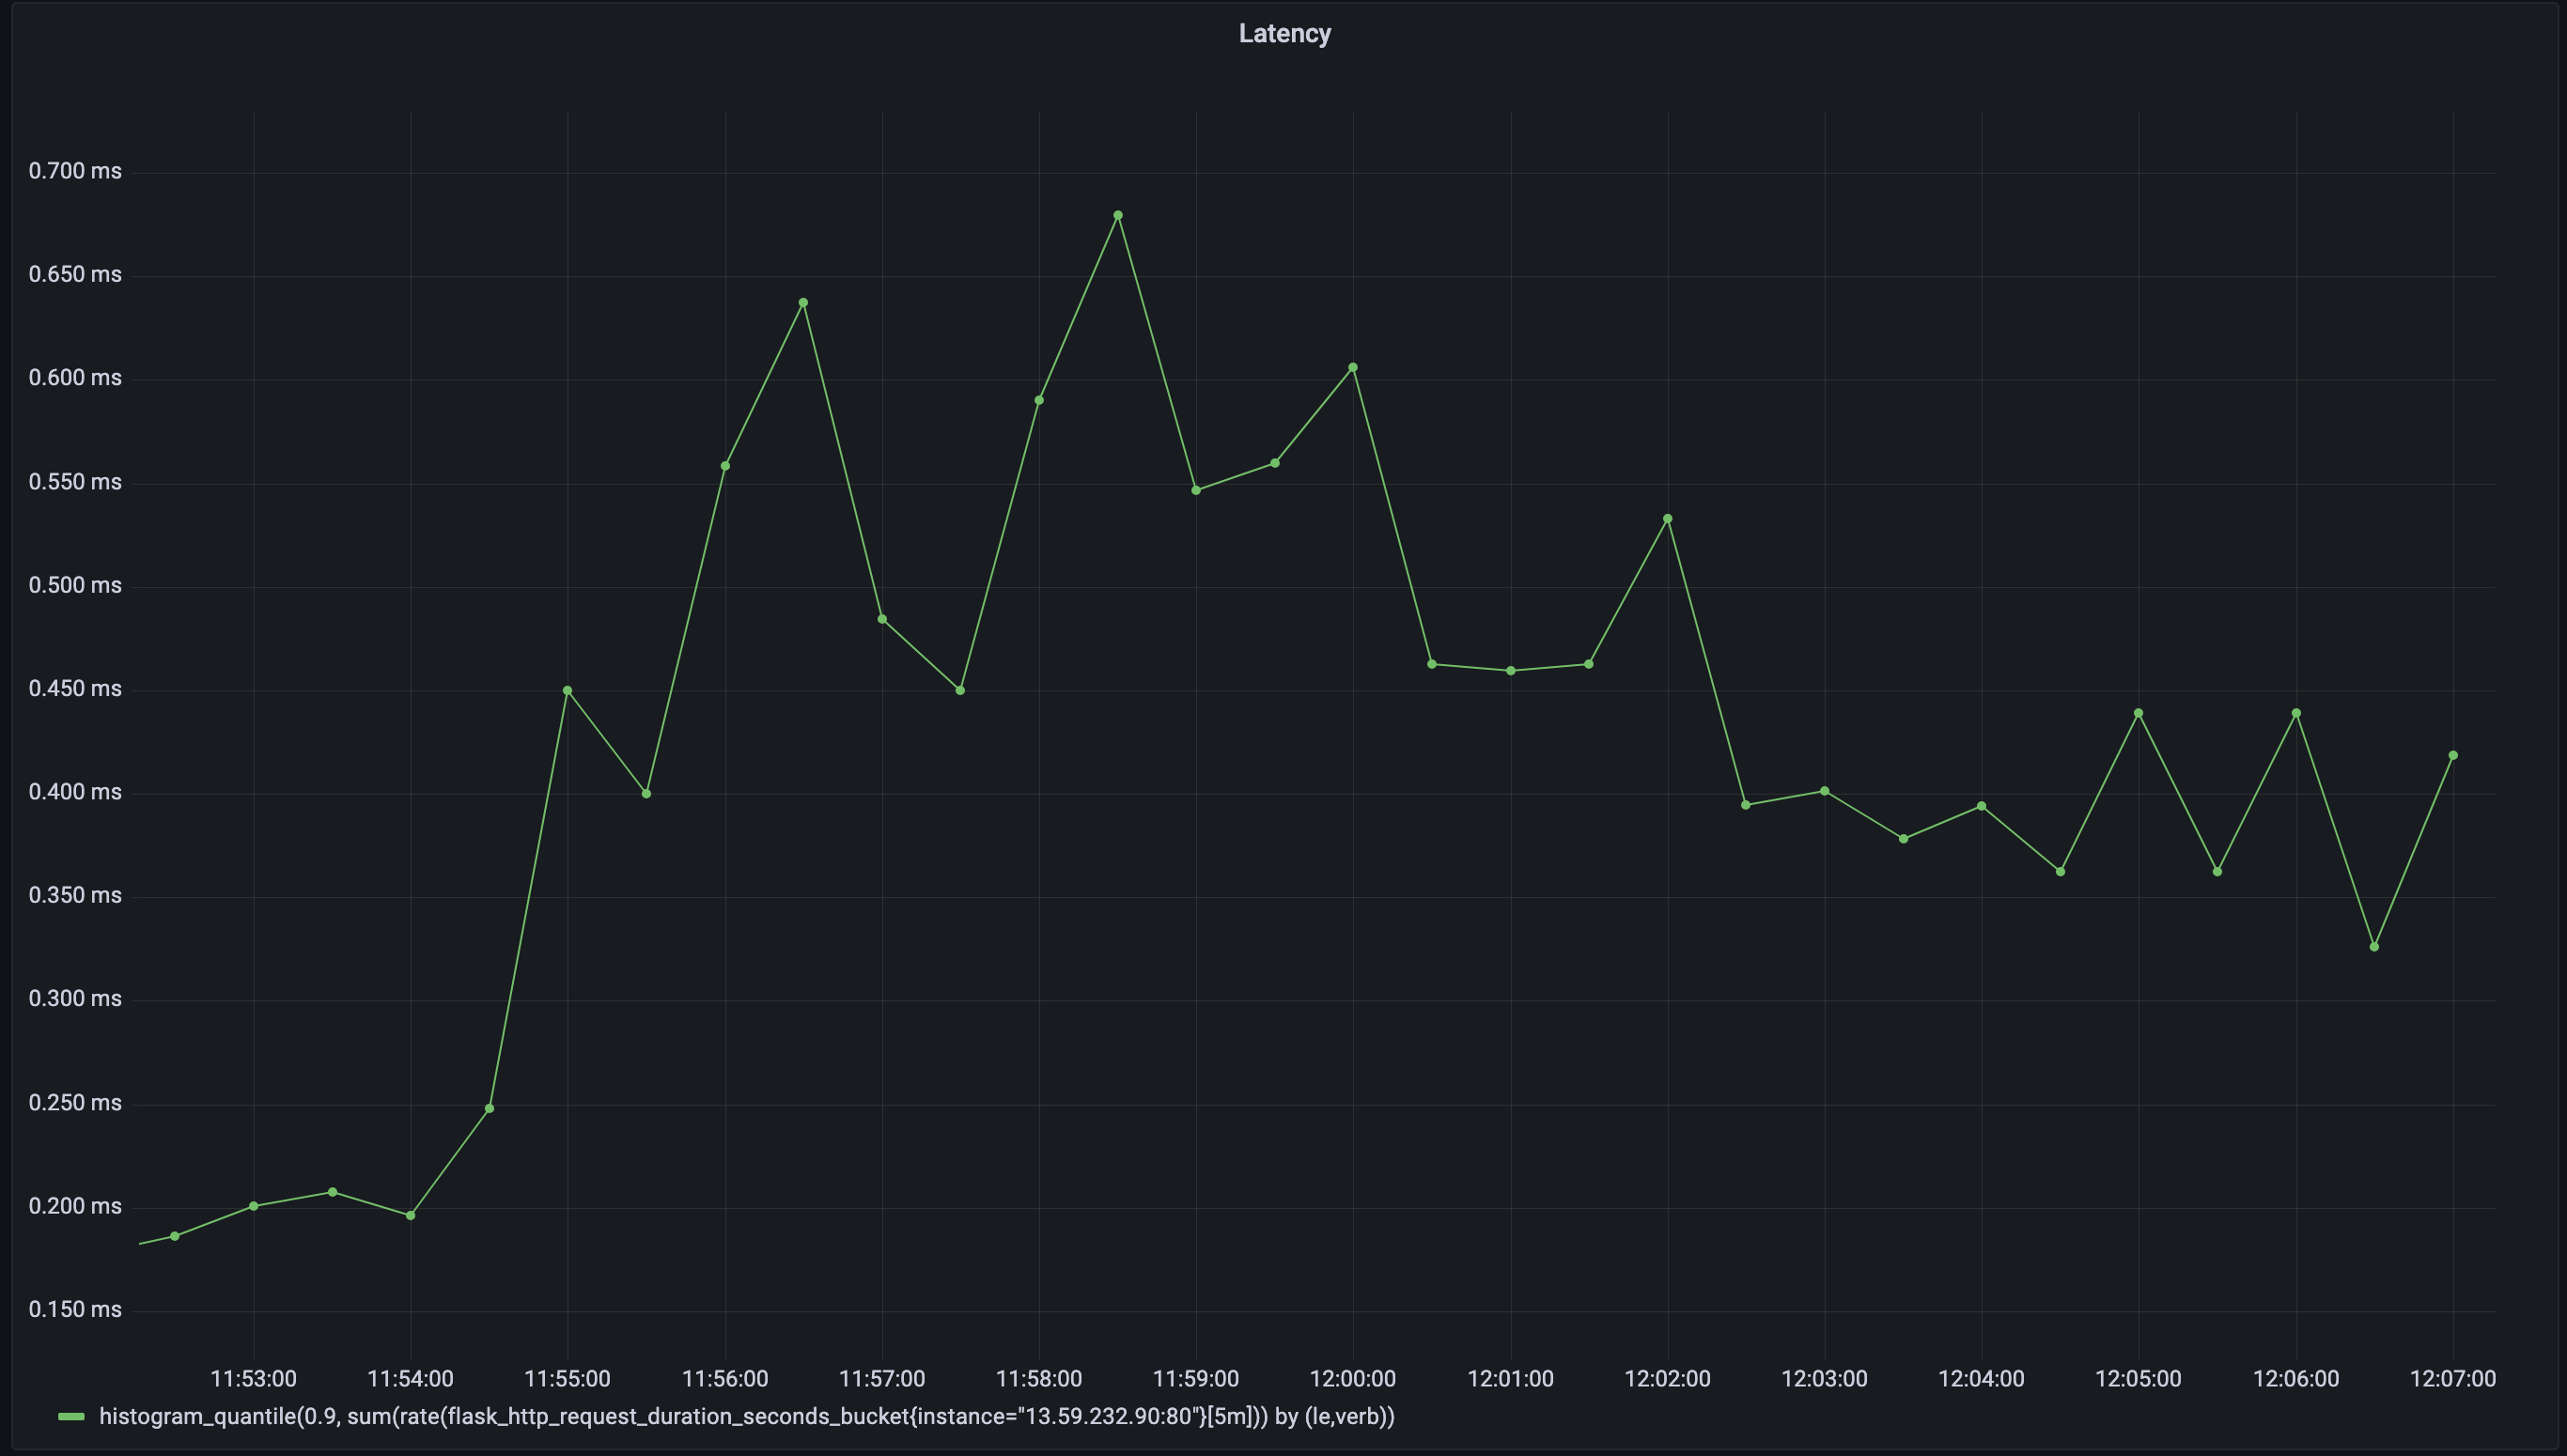 Latency
0.700 ms
0.650 ms
0.600 ms
0.550 ms
0.500 ms
0.450 ms
0.400 ms
0.350 ms
0.300 ms
0.250 ms
0.200 ms
0.150 ms
11:53:00 11:54:00 11:55:00 11:56:00 11:57:00 11:58:00 11:59:00 12:00:00 12:01:00 12:02:00 12:03:00 12:04:00 12:05:00 12:06:00 12:07:00
histogram_quantile(0.9, sum(rate(flask_http_request_duration_seconds_bucket{instance="13.59.232.90:80"}[5m])) by (le,verb))